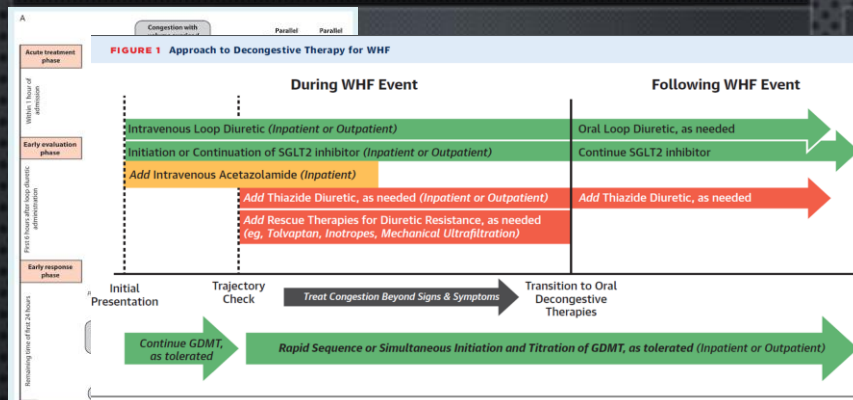 A
Congestion with
Parallel
Parallel
Acute treatment
phase
Within 1 hour of
admission
Early evaluation
phase
First 6 hours after loop diuretic
administration
Early response
phase
Remaining time of first 24 hours
FIGURE 1 Approach to Decongestive Therapy for WHF
During WHF Event
Following WHF Event
Intravenous Loop Diuretic (Inpatient or Outpatient)
Oral Loop Diuretic, as needed
Initiation or Continuation of SGLT2 inhibitor (Inpatient or Outpatient)
Continue SGLT2 inhibitor
Add Intravenous Acetazolamide (Inpatient)
Add Thiazide Diuretic, as needed (Inpatient or Outpatient)
Add Thiazide Diuretic, as needed
Add Rescue Therapies for Diuretic Resistance, as needed
(eg, Tolvaptan, Inotropes, Mechanical Ultrafiltration)
Initial
Presentation
Trajectory
Check
Treat Congestion Beyond Signs & Symptoms
Transition to Oral
Decongestive
Therapies
Continue GDMT,
as tolerated
Rapid Sequence or Simultaneous Initiation and Titration of GDMT, as tolerated (Inpatient or Outpatient)